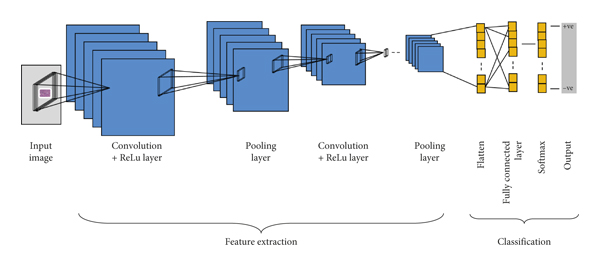 +ve
−ve
Input
image
Convolution
+ ReLu layer
Pooling
layer
Convolution
+ ReLu layer
Pooling
layer
Flatten
Fully connected
layer
Softmax
Output
Feature extraction
Classification